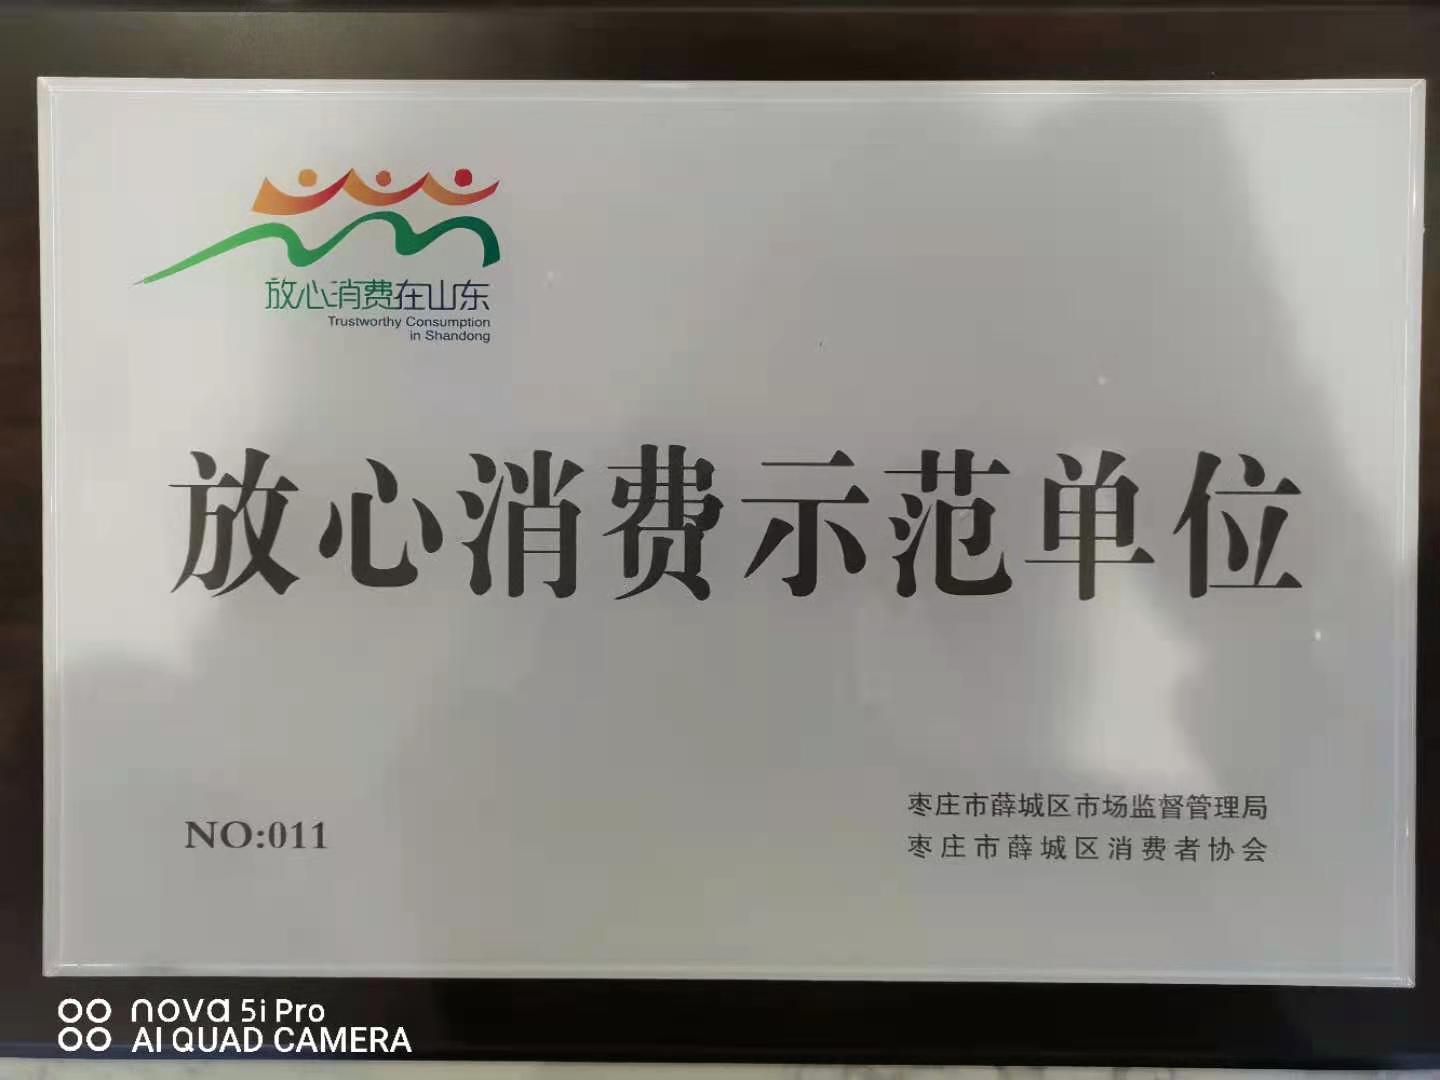 放心消费在山东
Trustworthy Consumption
in Shandong
放心消费示范单位
NO:011
枣庄市薛城区市场监督管理局
枣庄市薛城区消费者协会
nova 5i Pro
AI QUAD CAMERA